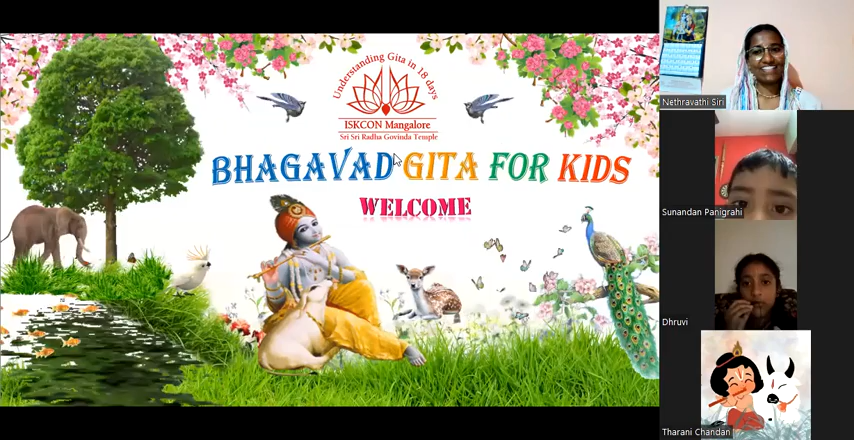 Understanding Gita in 18 days
ISKCON Mangalore
Sri Sri Radha Govinda Temple
BHAGAVAD GITA FOR KIDS
WELCOME
Nethravathi Siri
Sunandan Panigrahi
Dhruvi
Tharani Chandan